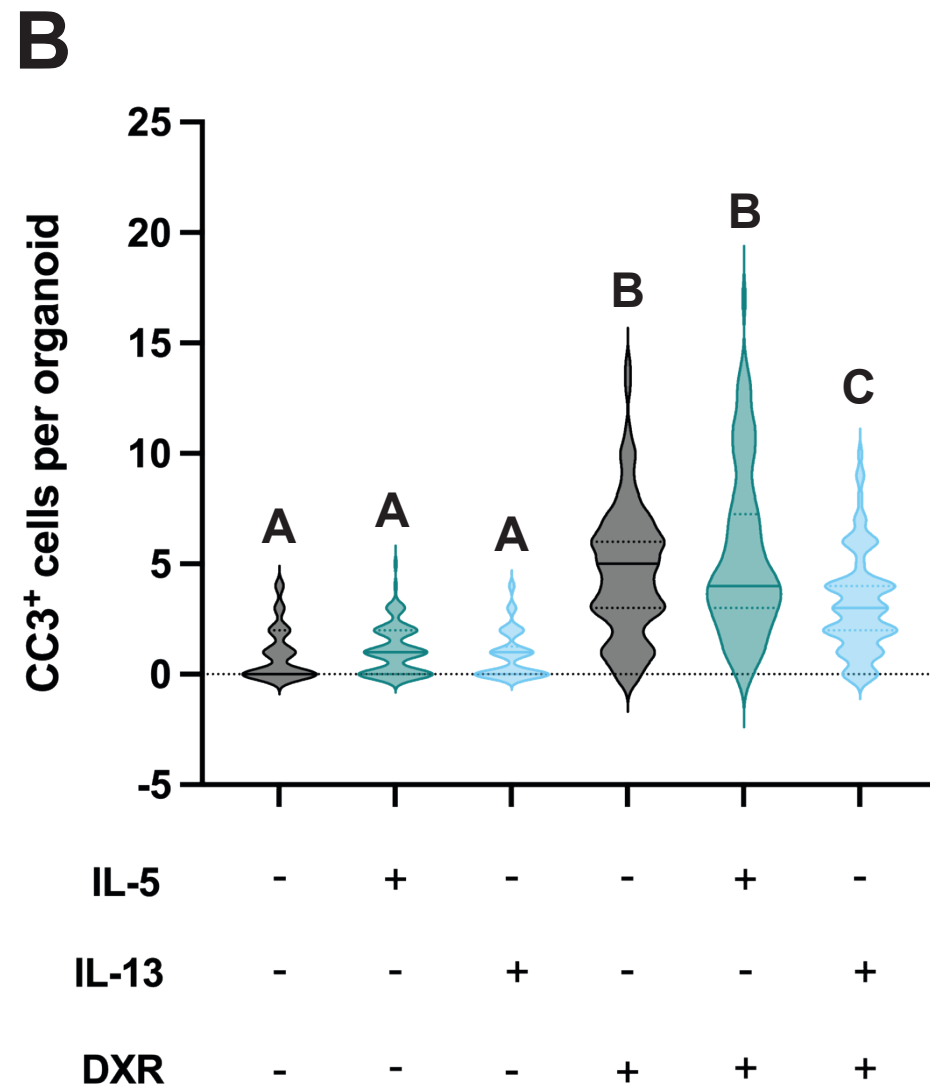 B
25
20
15
10
5
0
-5
CC3+ cells per organoid
A A A B B C
IL-5 - + - - + -
IL-13 - - + - - +
DXR - - - + + +